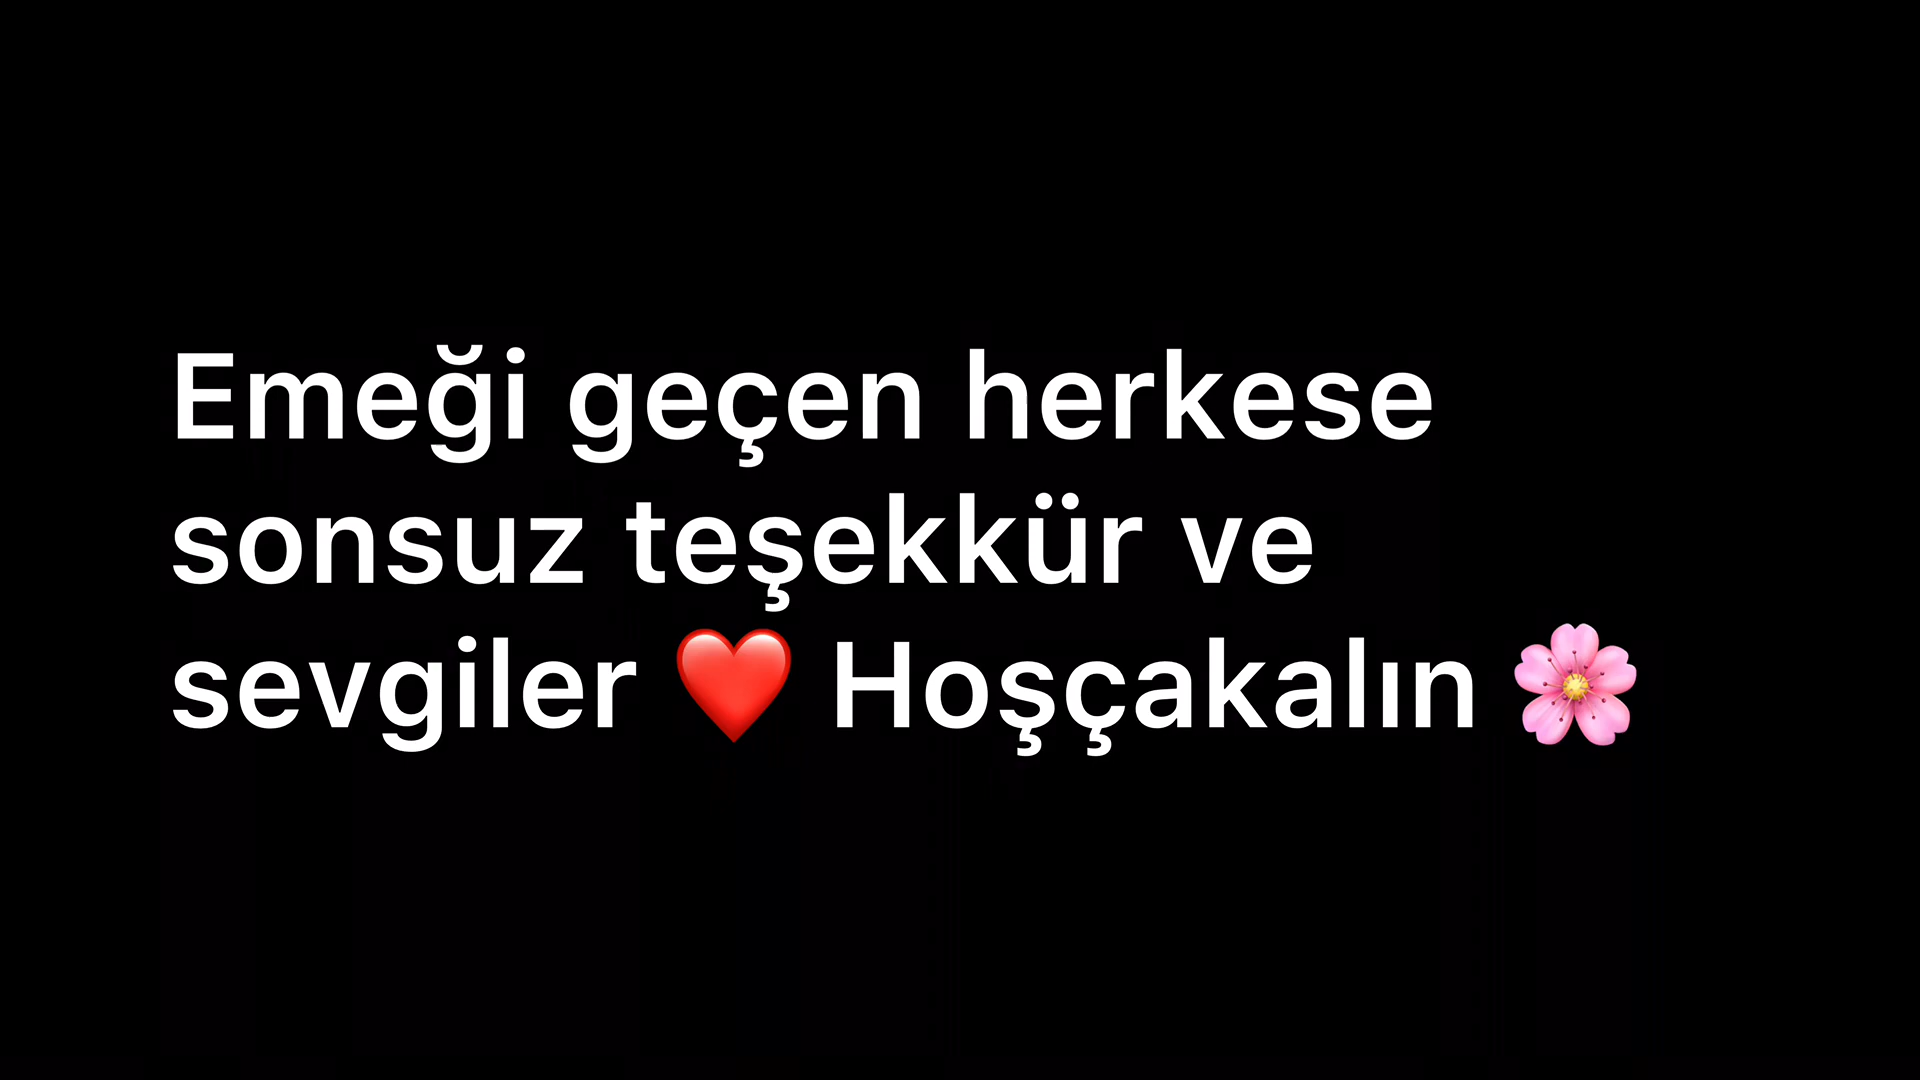 Emeği geçen herkese
sonsuz teşekkür ve
sevgiler ❤️ Hoşçakalın 🌸